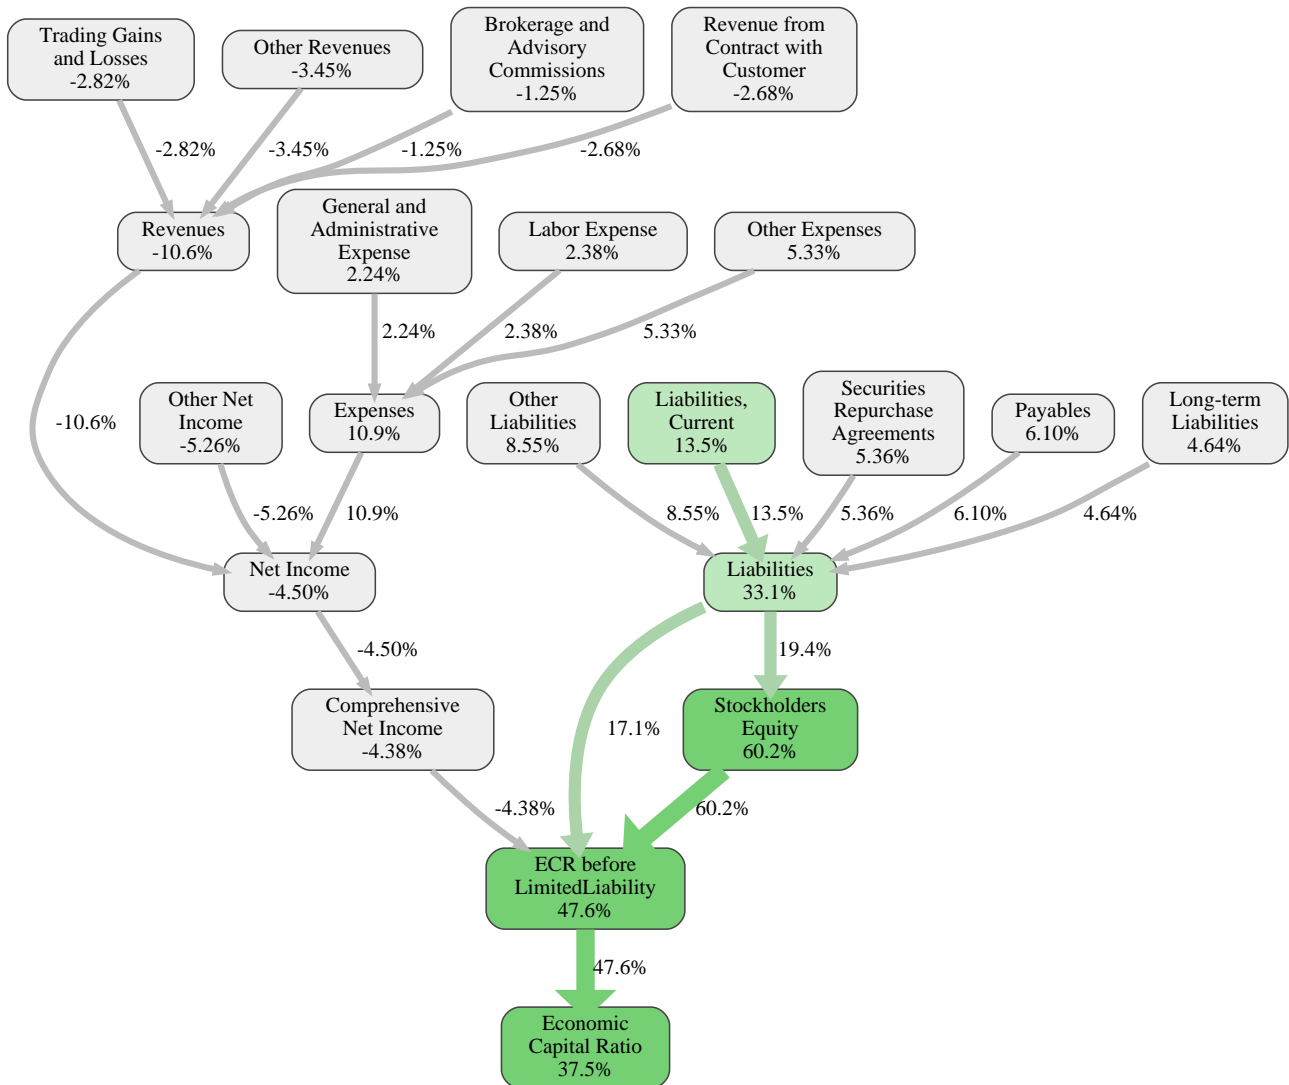 Trading Gains
and Losses
-2.82%
Other Revenues
-3.45%
Brokerage and
Advisory
Commissions
-1.25%
Revenue from
Contract with
Customer
-2.68%
-2.82%
-3.45%
-1.25%
-2.68%
Revenues
-10.6%
General and
Administrative
Expense
2.24%
Labor Expense
2.38%
Other Expenses
5.33%
2.24%
2.38%
5.33%
-10.6%
Other Net
Income
-5.26%
Expenses
10.9%
Other
Liabilities
8.55%
Liabilities,
Current
13.5%
Securities
Repurchase
Agreements
5.36%
Payables
6.10%
Long-term
Liabilities
4.64%
-5.26%
10.9%
8.55%
13.5%
5.36%
6.10%
4.64%
Net Income
-4.50%
Liabilities
33.1%
-4.50%
19.4%
Comprehensive
Net Income
-4.38%
17.1%
Stockholders
Equity
60.2%
-4.38%
60.2%
ECR before
LimitedLiability
47.6%
47.6%
Economic
Capital Ratio
37.5%